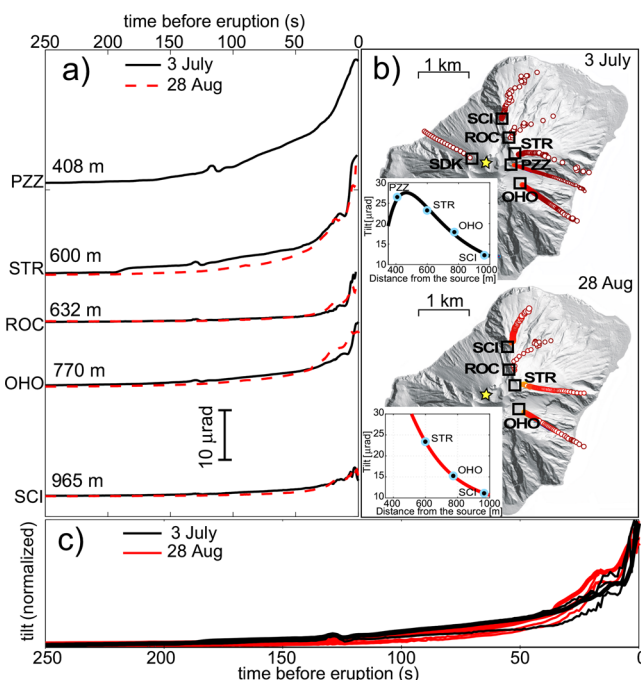 time before eruption (s)
250 200 150 100 50 0
a)
3 July
28 Aug
408 m
PZZ
600 m
STR
632 m
ROC
770 m
OHO
10 μrad
965 m
SCI
b)
3 July
1 km
SCI
ROC
STR
SDK
PZZ
OHO
30
25
20
15
10
Tilt[μrad]
PZZ
STR
OHO
SCI
400 600 800 1000
Distance from the source [m]
28 Aug
1 km
SCI
ROC
STR
OHO
30
25
20
15
10
Tilt[μrad]
STR
OHO
SCI
400 600 800 1000
Distance from the source [m]
c)
3 July
28 Aug
tilt (normalized)
250 200 150 100 50 0
time before eruption (s)